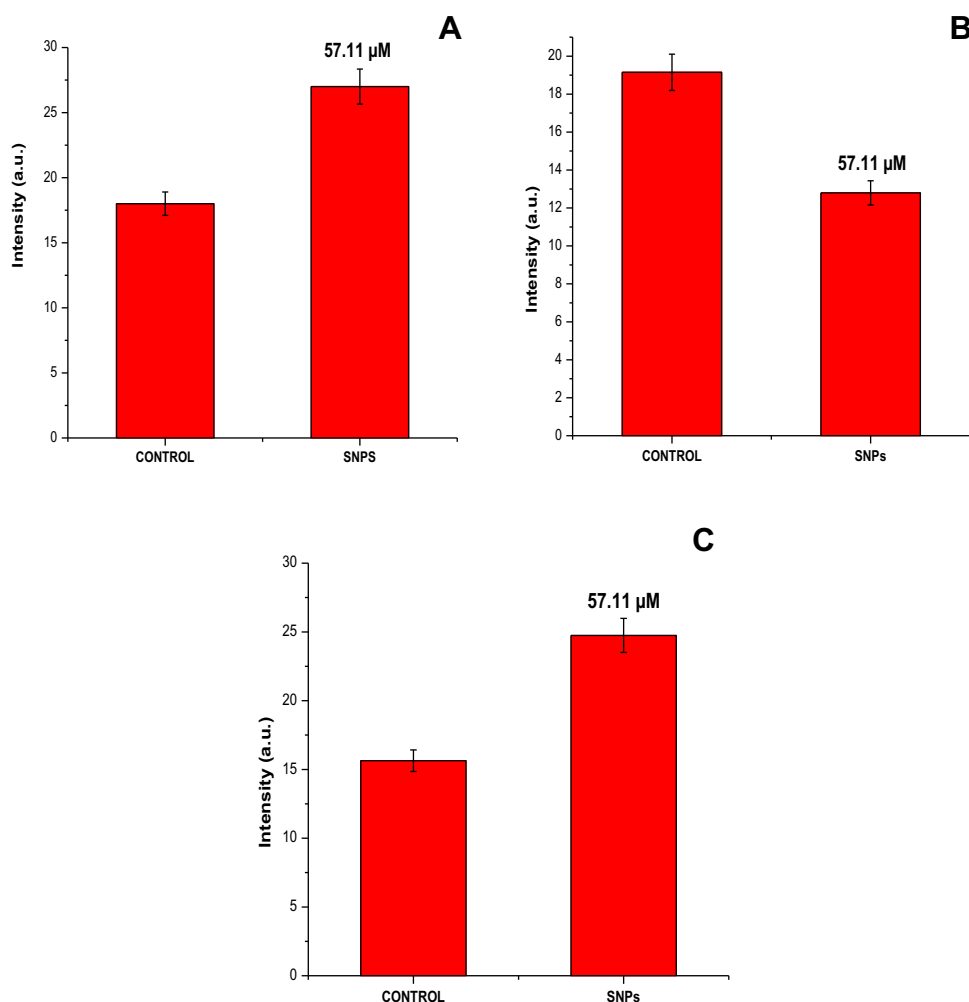 A
57.11 µM
Intensity (a.u.)
30
25
20
15
10
5
0
CONTROL
SNPS
B
57.11 µM
Intensity (a.u.)
20
18
16
14
12
10
8
6
4
2
0
CONTROL
SNPs
C
57.11 µM
Intensity (a.u.)
30
25
20
15
10
5
0
CONTROL
SNPs